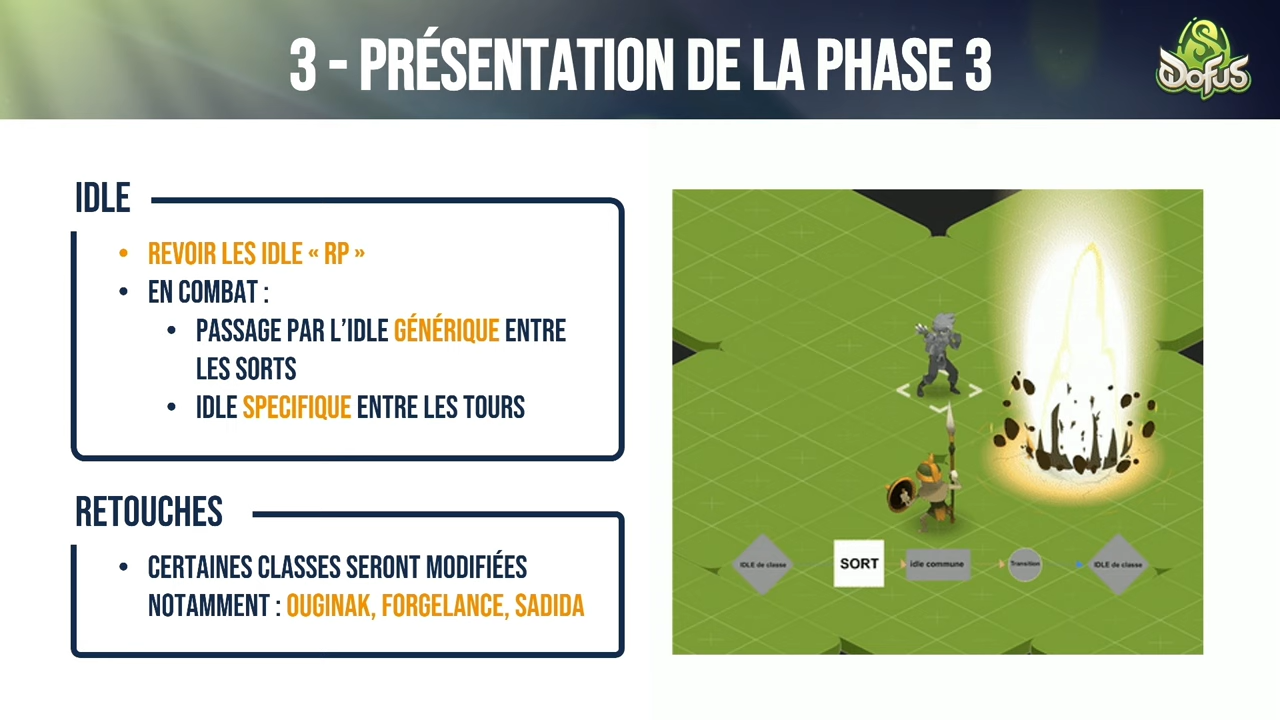 3 - PRÉSENTATION DE LA PHASE 3
DOFUS
IDLE
• REVOIR LES IDLE « RP »
• EN COMBAT :
• PASSAGE PAR L’IDLE GÉNÉRIQUE ENTRE
LES SORTS
• IDLE SPECIFIQUE ENTRE LES TOURS
RETOUCHES
• CERTAINES CLASSES SERONT MODIFIÉES
NOTAMMENT : OUGINAK, FORGELANCE, SADIDA
IDLE de classe
SORT
idle commune
Transition
IDLE de classe